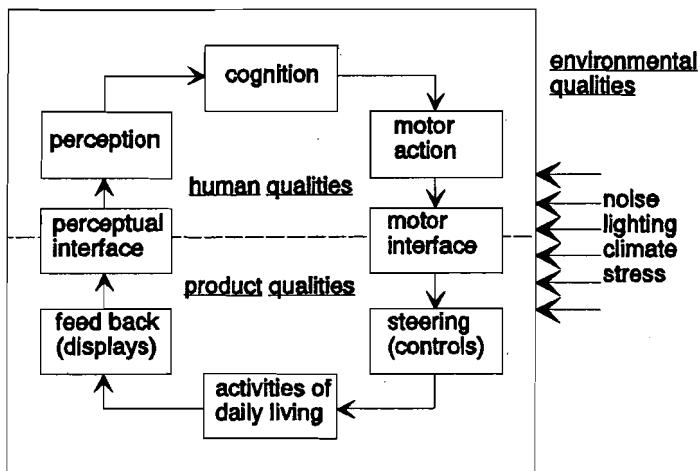 cognition
environmental
qualities
perception
motor
action
human qualities
noise
lighting
climate
stress
perceptual
interface
motor
interface
product qualities
feed back
(displays)
steering
(controls)
activities of
daily living